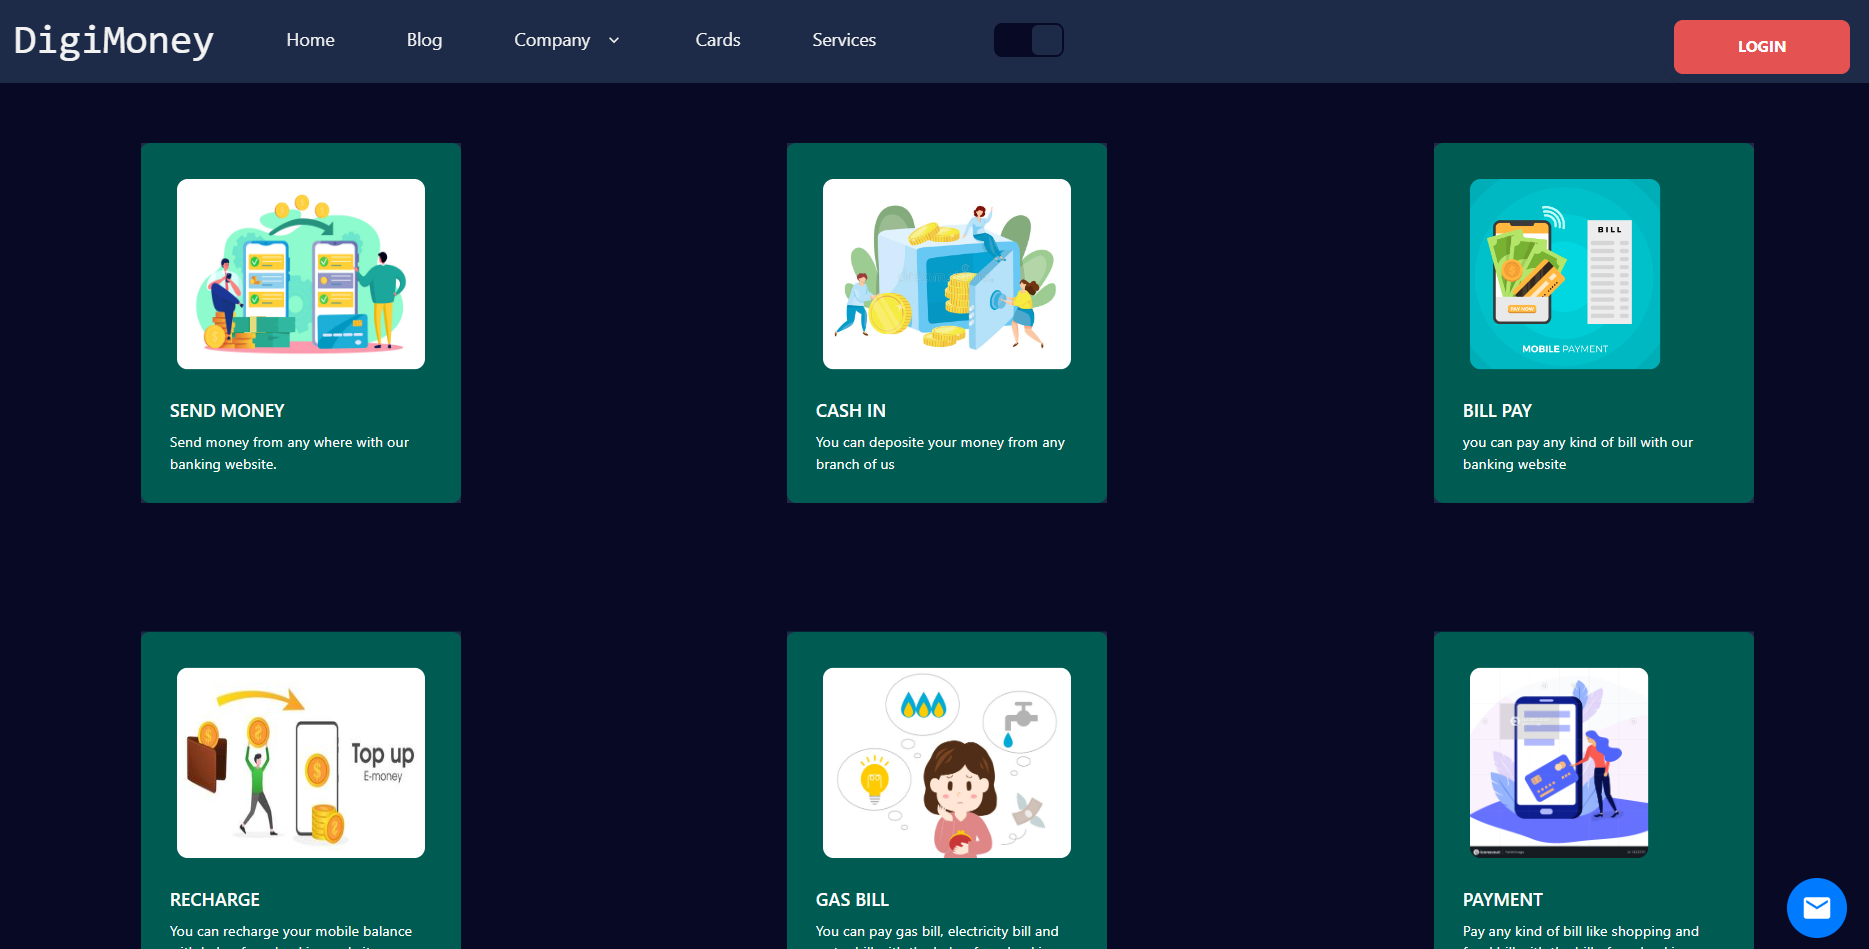 DigiMoney
Home
Blog
Company
Cards
Services
LOGIN
BILL
PAY NOW
MOBILE PAYMENT
SEND MONEY
Send money from any where with our
banking website.
CASH IN
You can deposite your money from any
branch of us
BILL PAY
you can pay any kind of bill with our
banking website
Top up
E-money
RECHARGE
You can recharge your mobile balance
GAS BILL
You can pay gas bill, electricity bill and
PAYMENT
Pay any kind of bill like shopping and